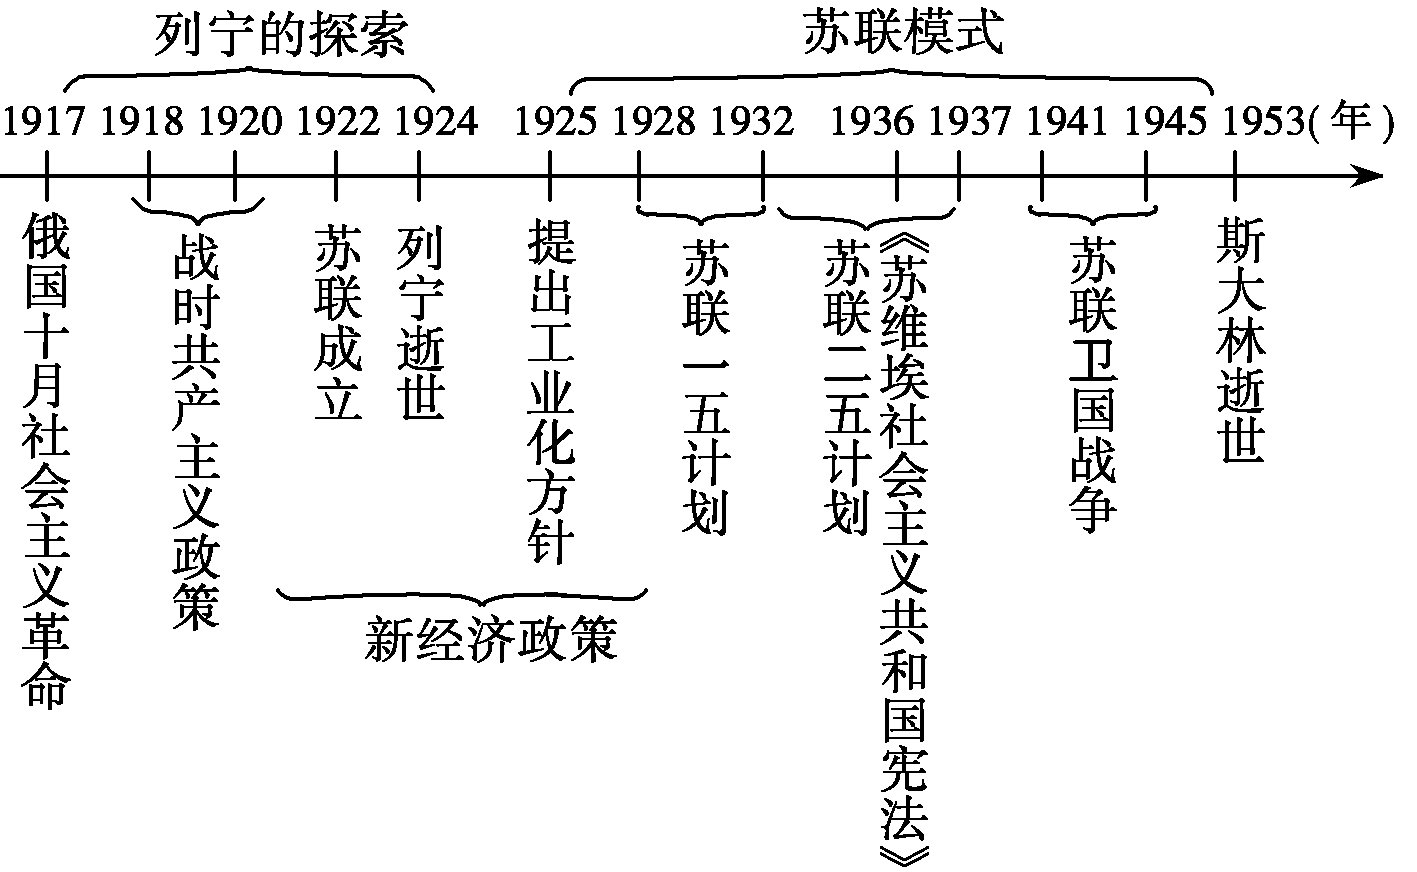 列宁的探索
苏联模式
1917 1918 1920 1922 1924 1925 1928 1932 1936 1937 1941 1945 1953(年)
俄国十月社会主义革命
战时共产主义政策
苏联成立
列宁逝世
提出工业化方针
苏联一五计划
苏联二五计划
《苏维埃社会主义共和国宪法》
苏联卫国战争
斯大林逝世
新经济政策